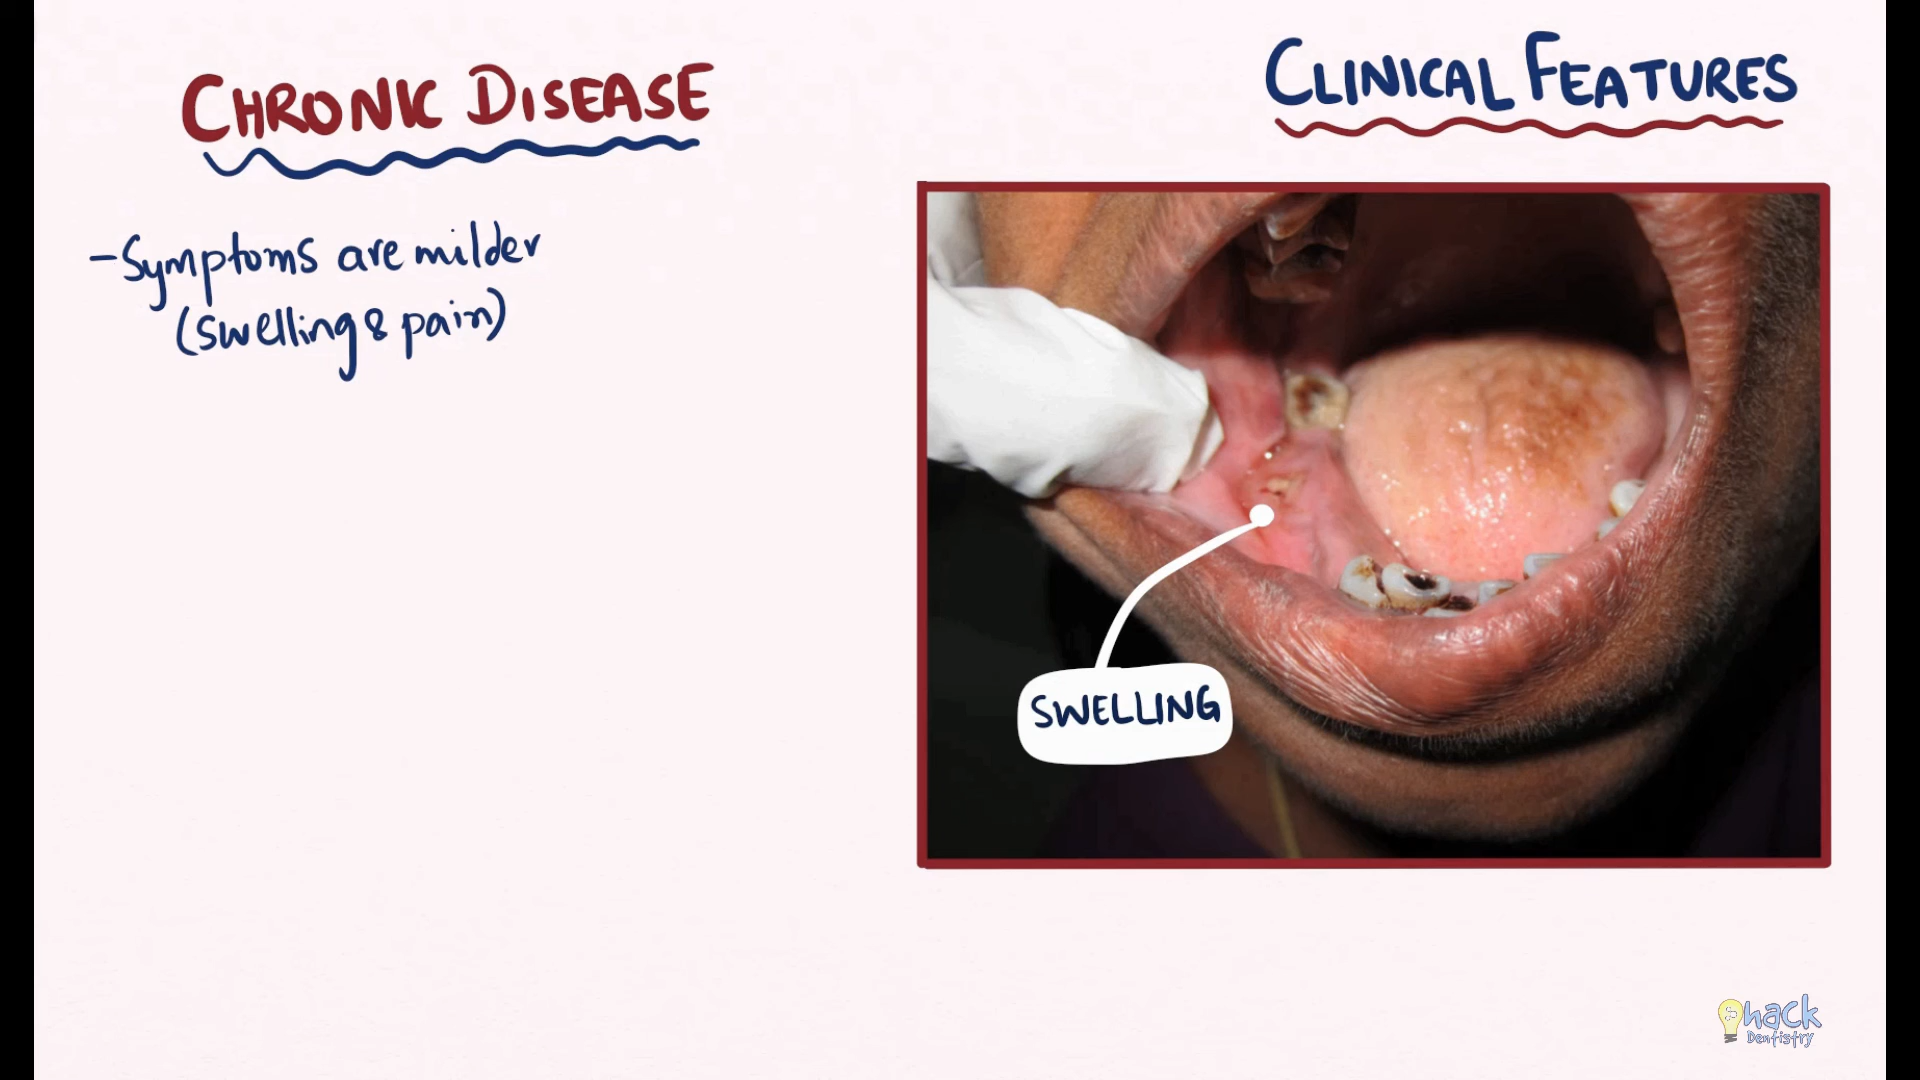 CHRONIC DISEASE
CLINICAL FEATURES
- Symptoms are milder
(swelling & pain)
SWELLING
hack
Dentistry